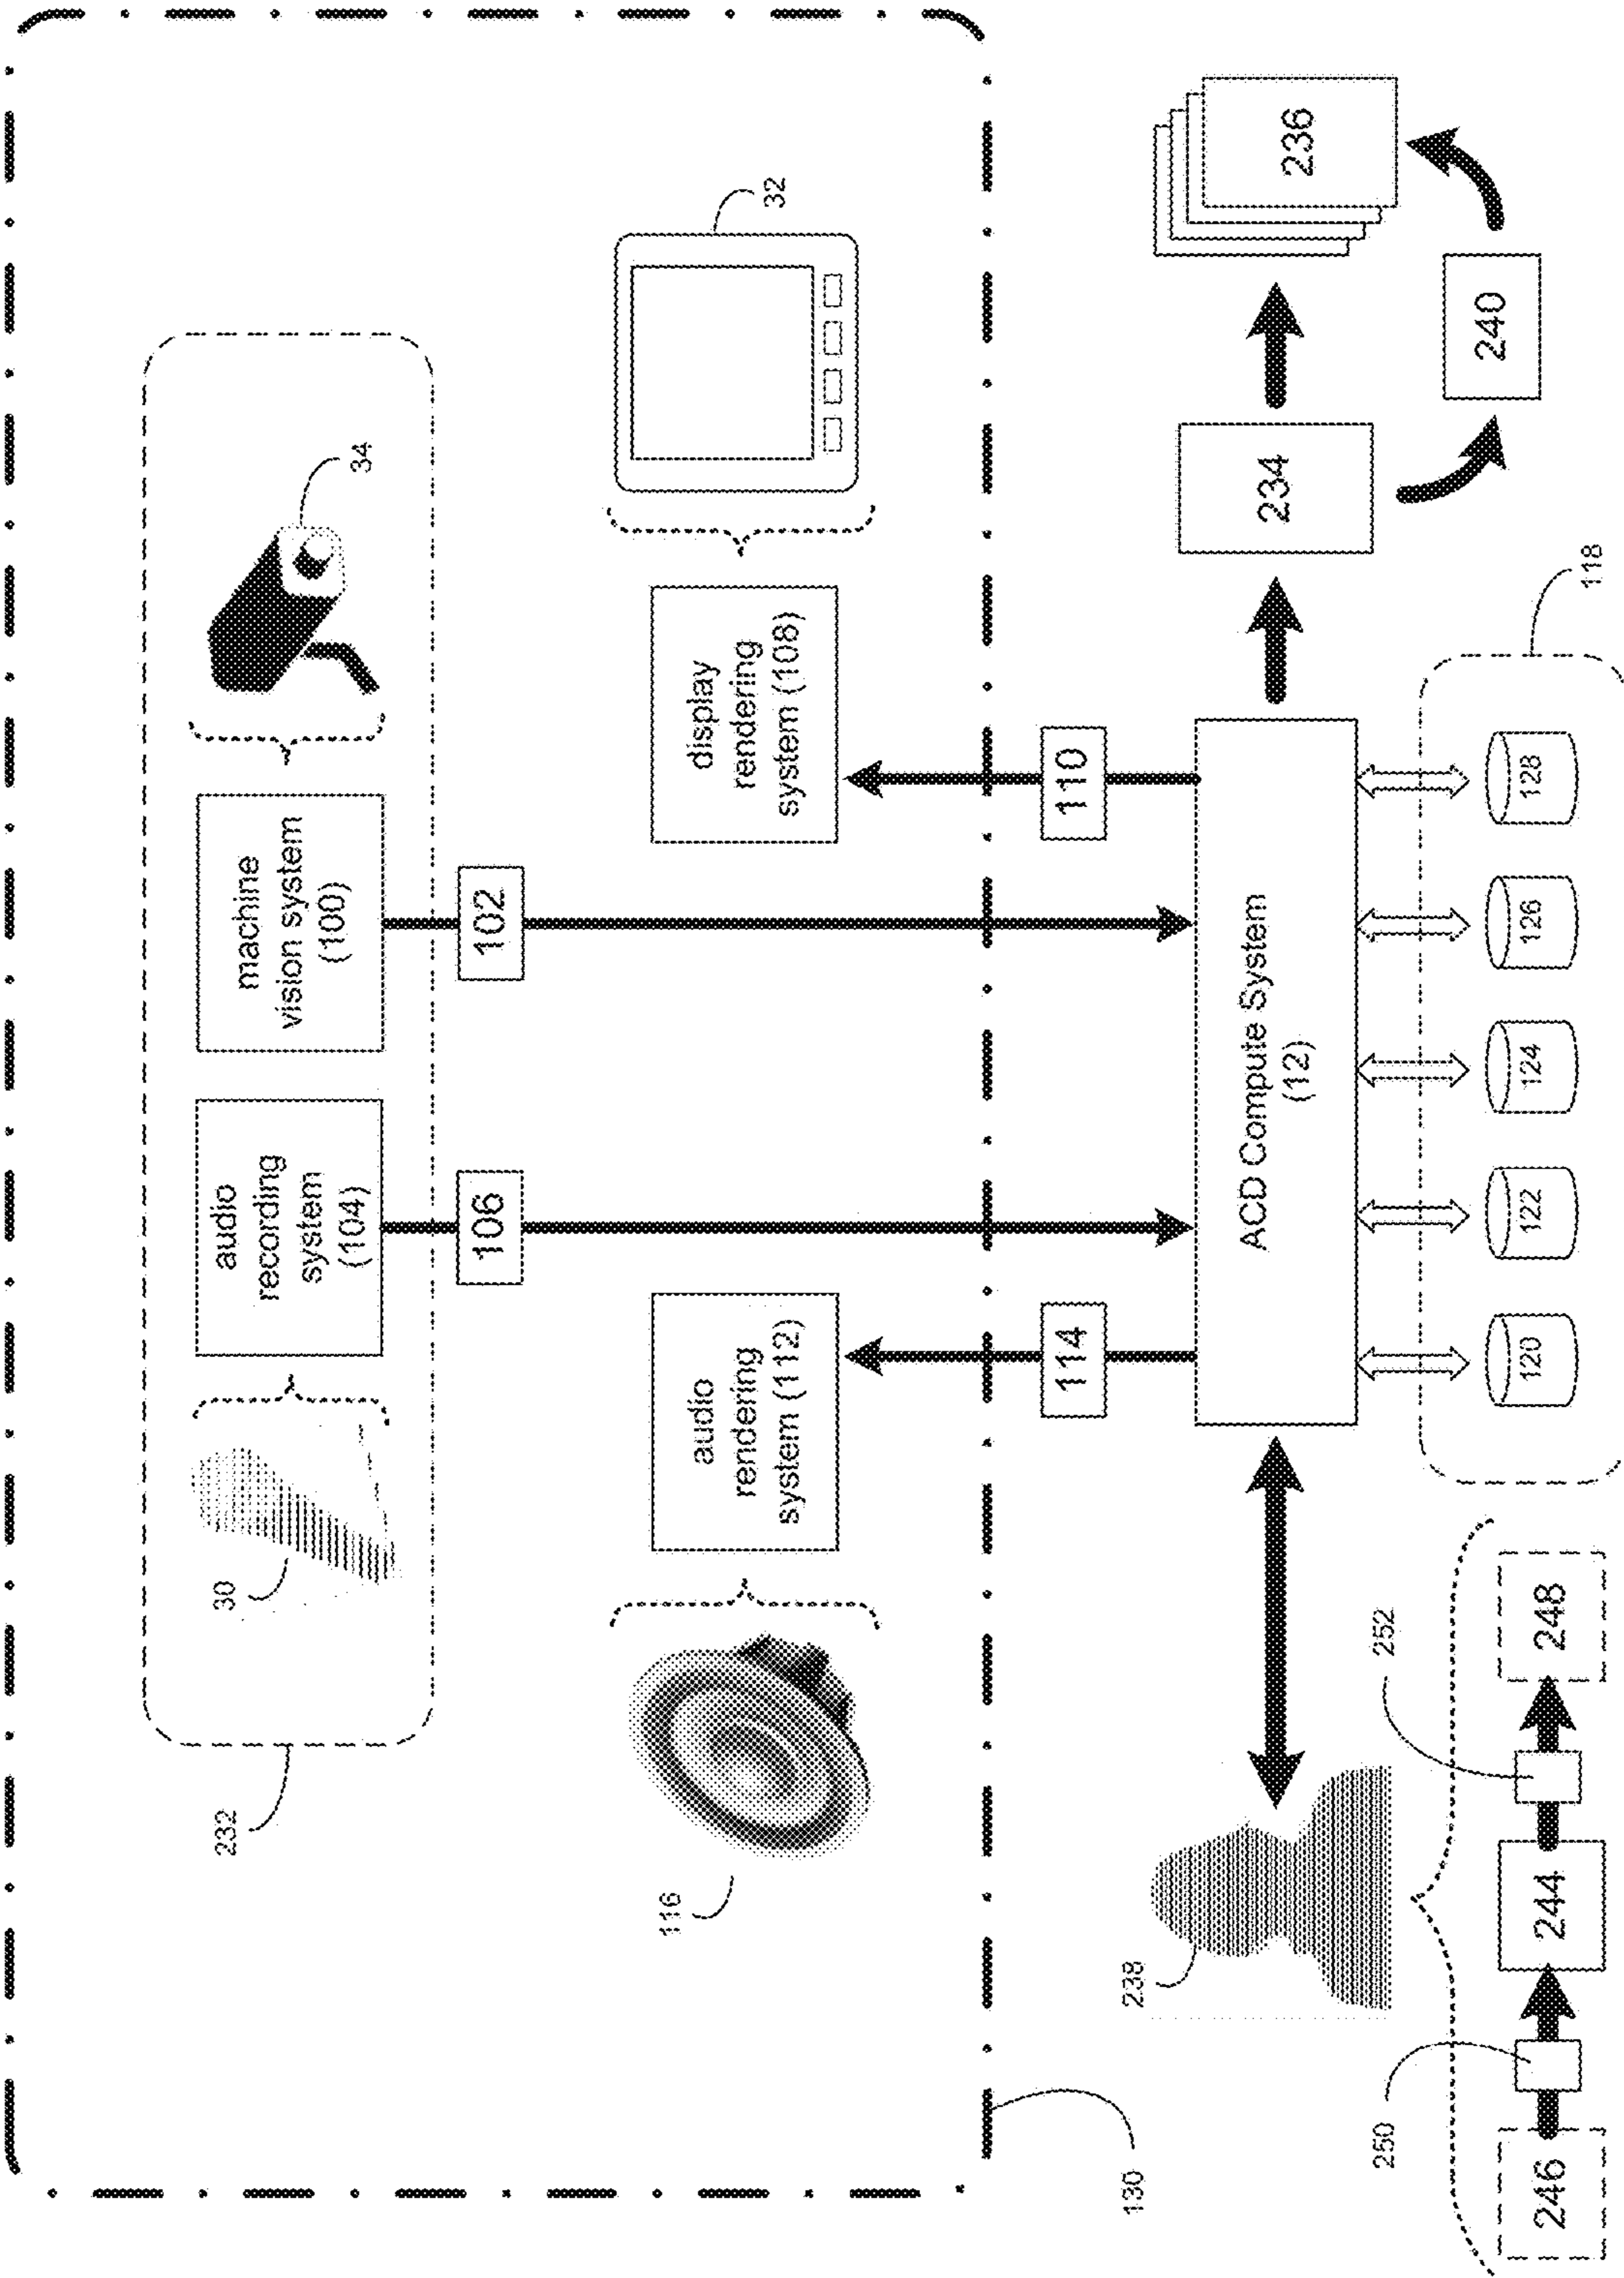 232
30
audio
recording
system
(104)
machine
vision system
(100)
34
106
102
116
audio
rendering
system (112)
display
rendering
system (108)
32
130
114
110
238
ACD Compute System
(12)
234
236
240
118
120
122
124
126
128
250
252
246
244
248